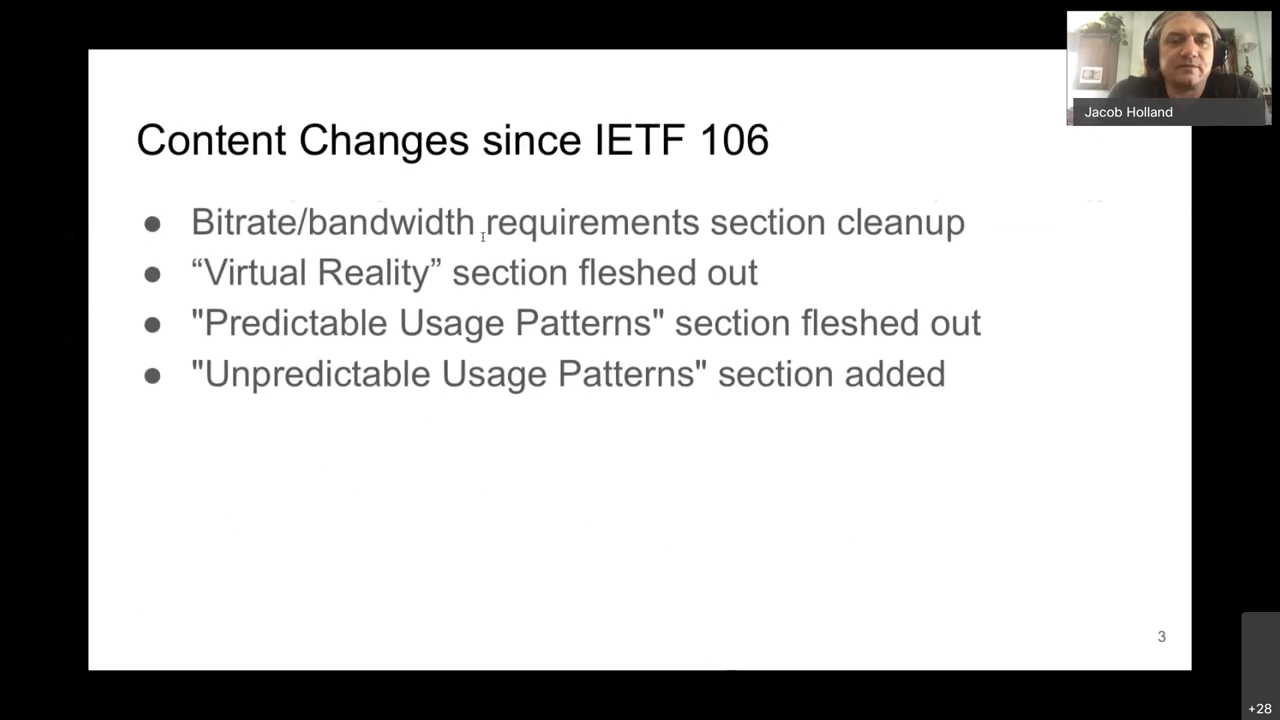 Jacob Holland
Content Changes since IETF 106
● Bitrate/bandwidth requirements section cleanup
● “Virtual Reality” section fleshed out
● "Predictable Usage Patterns" section fleshed out
● "Unpredictable Usage Patterns" section added
3
+28